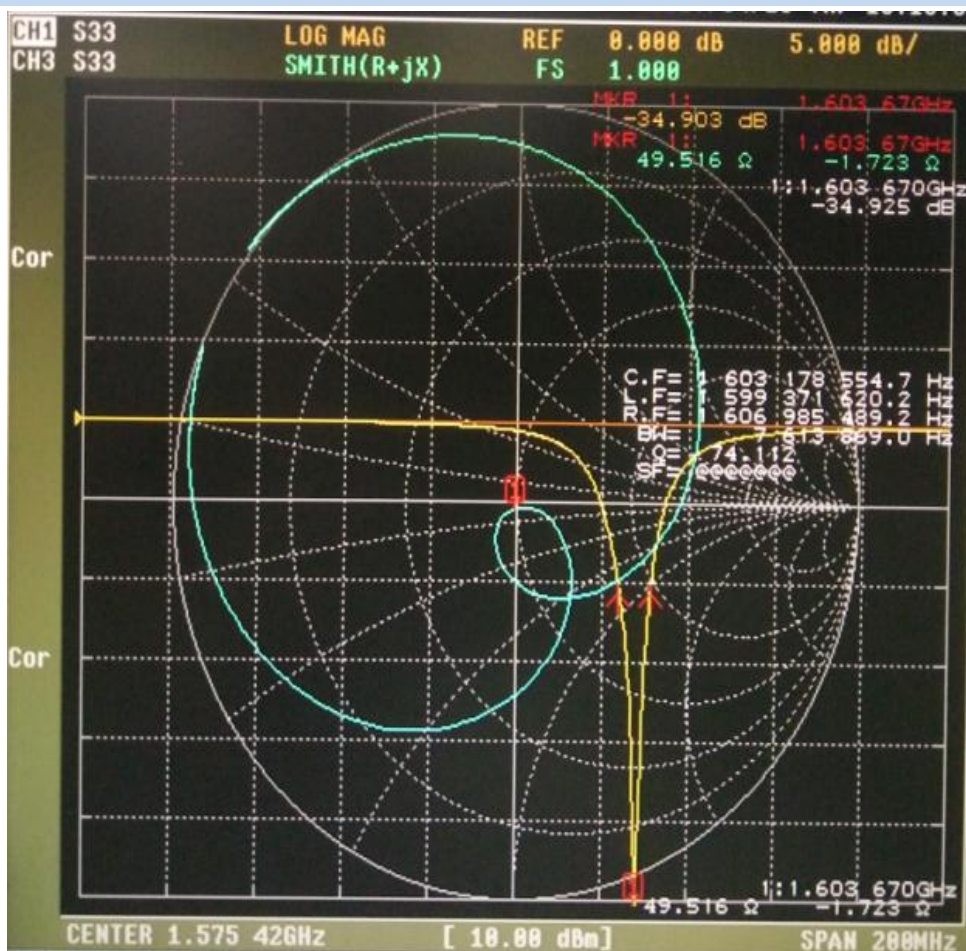 CH1 S33 LOG MAG REF 0.000 dB 5.000 dB/
CH3 S33 SMITH(R+jX) FS 1.000
MKR 1: 1.603 67GHz
-34.903 dB
MKR 1: 1.603 67GHz
49.516 Ω -1.723 Ω
1:1.603 670GHz
-34.925 dB
Cor
C.F= 1 603 178 554.7 Hz
L.F= 1 599 371 620.2 Hz
R.F= 1 606 985 489.2 Hz
BW= 7 613 869.0 Hz
Q= 74.112
SF= @@@@@@@
1
Cor
1
1:1.603 670GHz
49.516 Ω -1.723 Ω
CENTER 1.575 42GHz [ 10.00 dBm] SPAN 200MHz